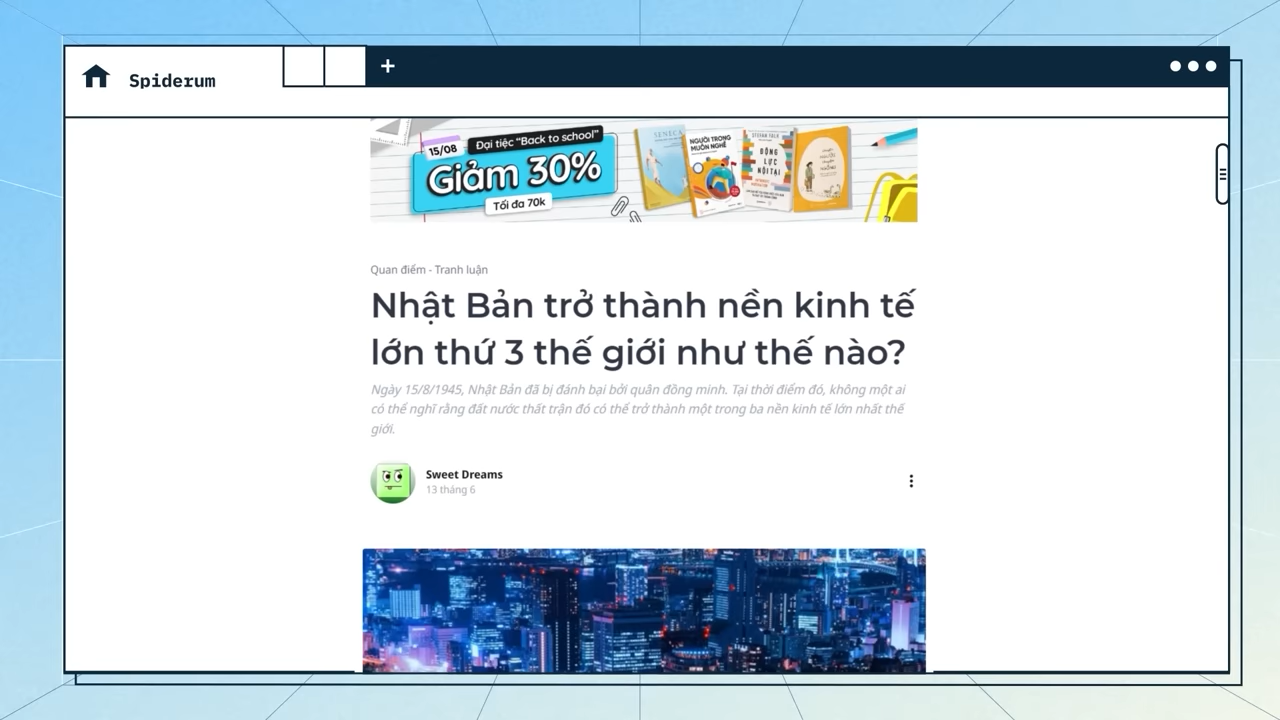 Spiderum
15/08
Đại tiệc “Back to school”
Giảm 30%
Tối đa 70k
SENECA
NGƯỜI TRONG
MUÔN NGHỀ
STEFAN FALK
ĐỘNG
LỰC
NỘI TẠI
Quan điểm - Tranh luận
Nhật Bản trở thành nền kinh tế
lớn thứ 3 thế giới như thế nào?
Ngày 15/8/1945, Nhật Bản đã bị đánh bại bởi quân đồng minh. Tại thời điểm đó, không một ai
có thể nghĩ rằng đất nước thất trận đó có thể trở thành một trong ba nền kinh tế lớn nhất thế
giới.
Sweet Dreams
13 tháng 6